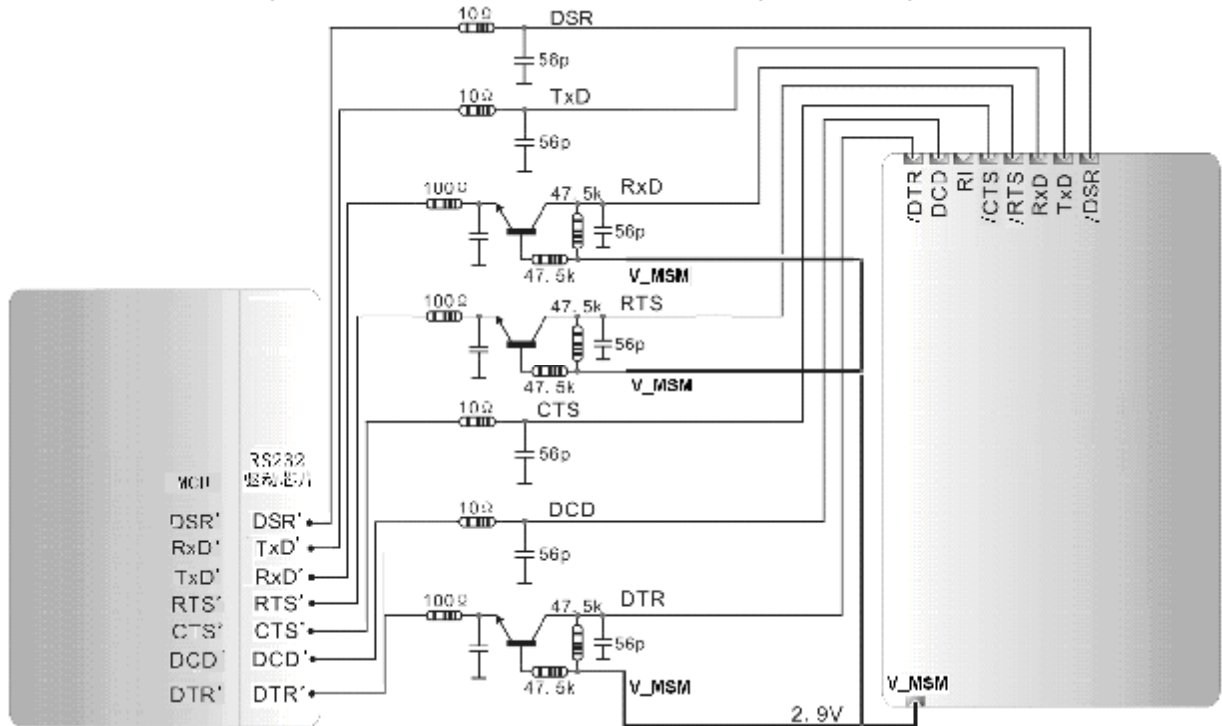 10Ω DSR
56p
10Ω TxD
56p
100Ω 47.5k RxD
56p
47.5k V_MSM
100Ω 47.5k RTS
56p
47.5k V_MSM
10Ω CTS
56p
10Ω DCD
56p
100Ω 47.5k DTR
56p
47.5k V_MSM
2.9V
/DTR
DCD
RI
/CTS
/RTS
RxD
TxD
/DSR
V_MSM
RS232
DSR' DSR'
RxD' TxD'
TxD' RxD'
RTS' RTS'
CTS' CTS'
DCD' DCD'
DTR' DTR'